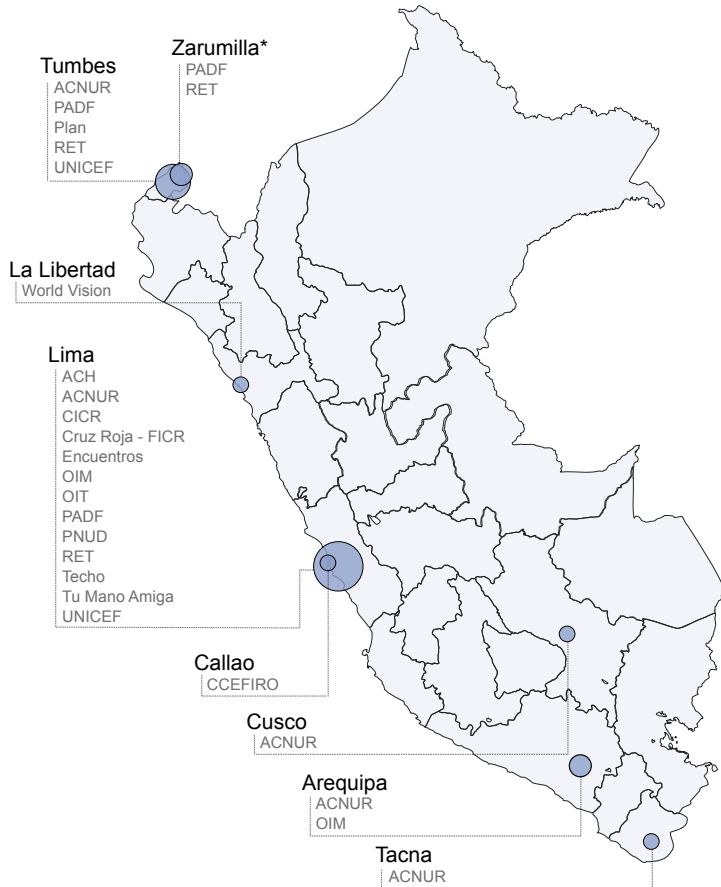 Zarumilla*
PADF
RET
Tumbes
ACNUR
PADF
Plan
RET
UNICEF
La Libertad
World Vision
Lima
ACH
ACNUR
CICR
Cruz Roja - FICR
Encuentros
OIM
OIT
PADF
PNUD
RET
Techo
Tu Mano Amiga
UNICEF
Callao
CCEFIRO
Cusco
ACNUR
Arequipa
ACNUR
OIM
Tacna
ACNUR